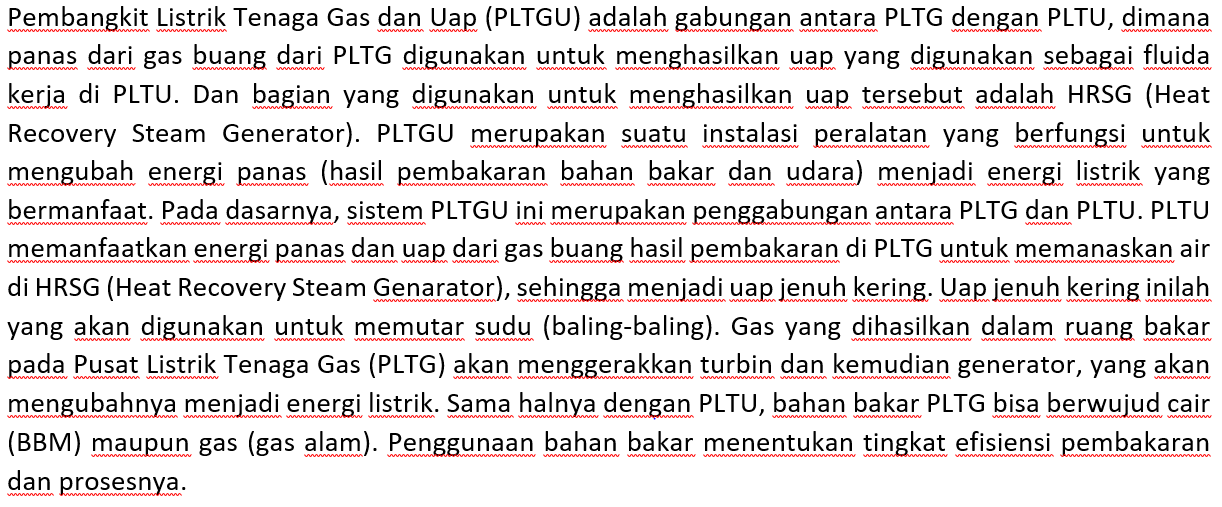 Pembangkit Listrik Tenaga Gas dan Uap (PLTGU) adalah gabungan antara PLTG dengan PLTU, dimana
panas dari gas buang dari PLTG digunakan untuk menghasilkan uap yang digunakan sebagai fluida
kerja di PLTU. Dan bagian yang digunakan untuk menghasilkan uap tersebut adalah HRSG (Heat
Recovery Steam Generator). PLTGU merupakan suatu instalasi peralatan yang berfungsi untuk
mengubah energi panas (hasil pembakaran bahan bakar dan udara) menjadi energi listrik yang
bermanfaat. Pada dasarnya, sistem PLTGU ini merupakan penggabungan antara PLTG dan PLTU. PLTU
memanfaatkan energi panas dan uap dari gas buang hasil pembakaran di PLTG untuk memanaskan air
di HRSG (Heat Recovery Steam Genarator), sehingga menjadi uap jenuh kering. Uap jenuh kering inilah
yang akan digunakan untuk memutar sudu (baling-baling). Gas yang dihasilkan dalam ruang bakar
pada Pusat Listrik Tenaga Gas (PLTG) akan menggerakkan turbin dan kemudian generator, yang akan
mengubahnya menjadi energi listrik. Sama halnya dengan PLTU, bahan bakar PLTG bisa berwujud cair
(BBM) maupun gas (gas alam). Penggunaan bahan bakar menentukan tingkat efisiensi pembakaran
dan prosesnya.